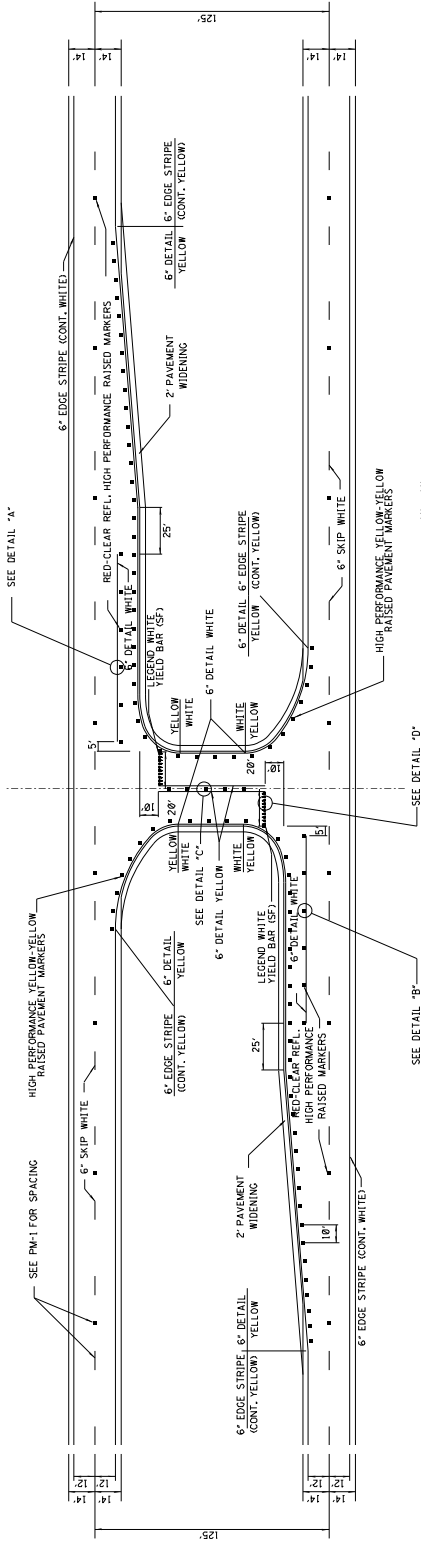 SEE DETAIL "A"
6" EDGE STRIPE (CONT. WHITE)
RED-CLEAR REFL. HIGH PERFORMANCE RAISED MARKERS
6" DETAIL WHITE
LEGEND WHITE
YIELD BAR (SF)
5'
25'
2' PAVEMENT
WIDENING
6" DETAIL
YELLOW
6" EDGE STRIPE
(CONT. YELLOW)
14'
14'
125'
14'
14'
HIGH PERFORMANCE YELLOW-YELLOW
RAISED PAVEMENT MARKERS
6" SKIP WHITE
SEE PM-1 FOR SPACING
6" EDGE STRIPE
(CONT. YELLOW)
6" DETAIL
YELLOW
10'
20'
YELLOW
WHITE
SEE DETAIL "C"
6" DETAIL YELLOW
WHITE
YELLOW
YELLOW
WHITE
6" DETAIL WHITE
WHITE
YELLOW
20'
10'
6" DETAIL
YELLOW
6" EDGE STRIPE
(CONT. YELLOW)
HIGH PERFORMANCE YELLOW-YELLOW
RAISED PAVEMENT MARKERS
6" SKIP WHITE
SEE DETAIL "D"
5'
LEGEND WHITE
YIELD BAR (SF)
6" DETAIL WHITE
SEE DETAIL "B"
25'
RED-CLEAR REFL.
HIGH PERFORMANCE
RAISED MARKERS
2' PAVEMENT
WIDENING
10'
6" EDGE STRIPE
(CONT. YELLOW)
6" DETAIL
YELLOW
6" EDGE STRIPE (CONT. WHITE)
14'
12'
12'
14'
125'
14'
12'
12'
14'